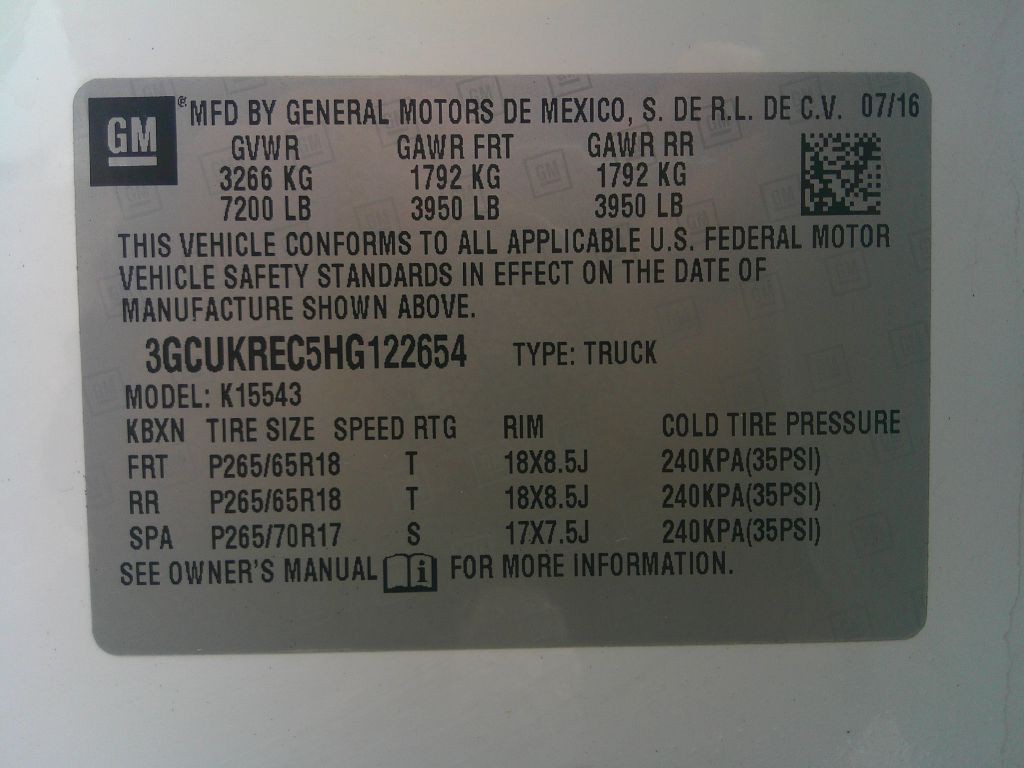 GM ® MFD BY GENERAL MOTORS DE MEXICO, S. DE R.L. DE C.V. 07/16
GVWR GAWR FRT GAWR RR
3266 KG 1792 KG 1792 KG
7200 LB 3950 LB 3950 LB
THIS VEHICLE CONFORMS TO ALL APPLICABLE U.S. FEDERAL MOTOR
VEHICLE SAFETY STANDARDS IN EFFECT ON THE DATE OF
MANUFACTURE SHOWN ABOVE.
3GCUKREC5HG122654 TYPE: TRUCK
MODEL: K15543
KBXN TIRE SIZE SPEED RTG RIM COLD TIRE PRESSURE
FRT P265/65R18 T 18X8.5J 240KPA(35PSI)
RR P265/65R18 T 18X8.5J 240KPA(35PSI)
SPA P265/70R17 S 17X7.5J 240KPA(35PSI)
SEE OWNER'S MANUAL i FOR MORE INFORMATION.